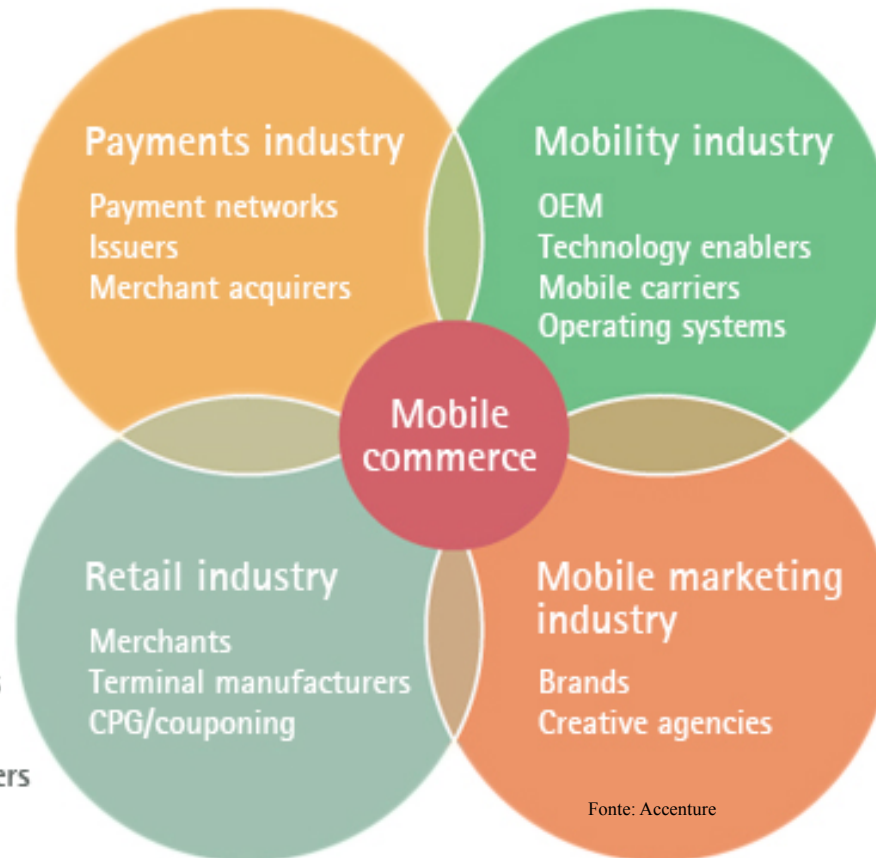 Payments industry
Payment networks
Issuers
Merchant acquirers
Mobility industry
OEM
Technology enablers
Mobile carriers
Operating systems
Mobile
commerce
Retail industry
Merchants
Terminal manufacturers
CPG/couponing
Mobile marketing
industry
Brands
Creative agencies
Fonte: Accenture